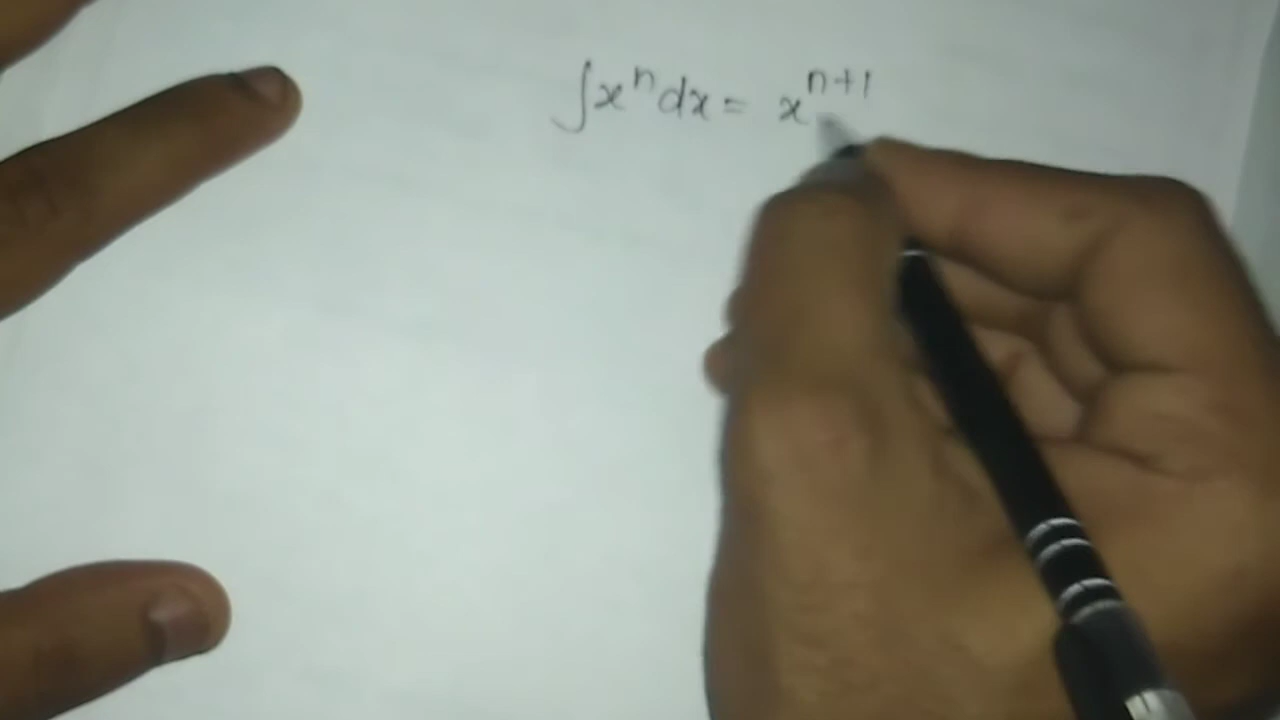 ∫xⁿdx = xⁿ⁺¹